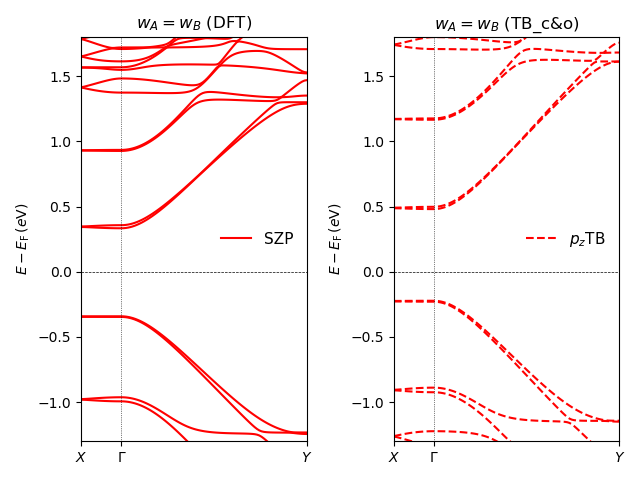 w_A = w_B (DFT)
w_A = w_B (TB_c&o)
E − E_F (eV)
1.5
1.0
0.5
0.0
−0.5
−1.0
SZP
X
Γ
Y
E − E_F (eV)
1.5
1.0
0.5
0.0
−0.5
−1.0
p_zTB
X
Γ
Y